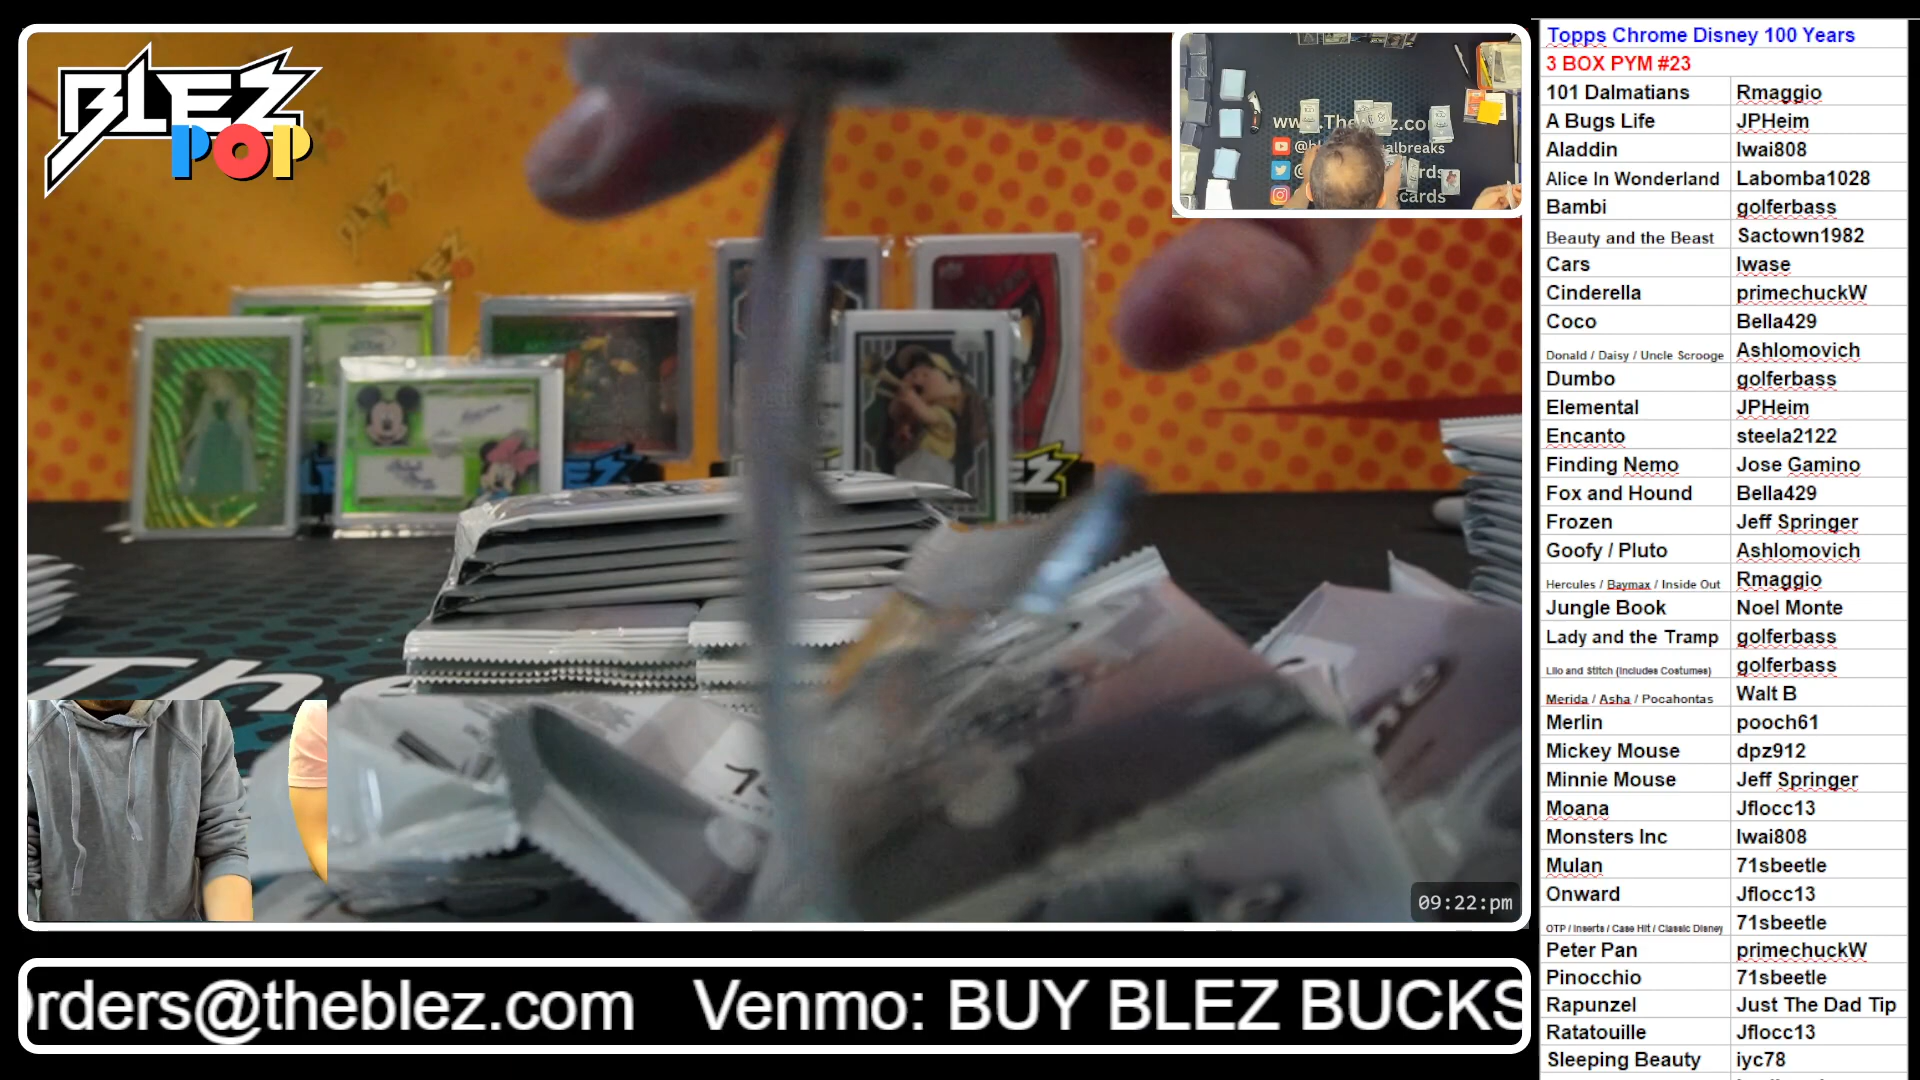 BLEZ
POP
www.TheBlez.com
09:22:pm
orders@theblez.com Venmo: BUY BLEZ BUCKS
Topps Chrome Disney 100 Years
3 BOX PYM #23
101 Dalmatians Rmaggio
A Bugs Life JPHeim
Aladdin lwai808
Alice In Wonderland Labomba1028
Bambi golferbass
Beauty and the Beast Sactown1982
Cars Iwase
Cinderella primechuckW
Coco Bella429
Donald / Daisy / Uncle Scrooge Ashlomovich
Dumbo golferbass
Elemental JPHeim
Encanto steela2122
Finding Nemo Jose Gamino
Fox and Hound Bella429
Frozen Jeff Springer
Goofy / Pluto Ashlomovich
Hercules / Baymax / Inside Out Rmaggio
Jungle Book Noel Monte
Lady and the Tramp golferbass
Lilo and Stitch (Includes Costumes) golferbass
Merida / Asha / Pocahontas Walt B
Merlin pooch61
Mickey Mouse dpz912
Minnie Mouse Jeff Springer
Moana Jflocc13
Monsters Inc lwai808
Mulan 71sbeetle
Onward Jflocc13
OTP / Inserts / Case Hit / Classic Disney 71sbeetle
Peter Pan primechuckW
Pinocchio 71sbeetle
Rapunzel Just The Dad Tip
Ratatouille Jflocc13
Sleeping Beauty iyc78